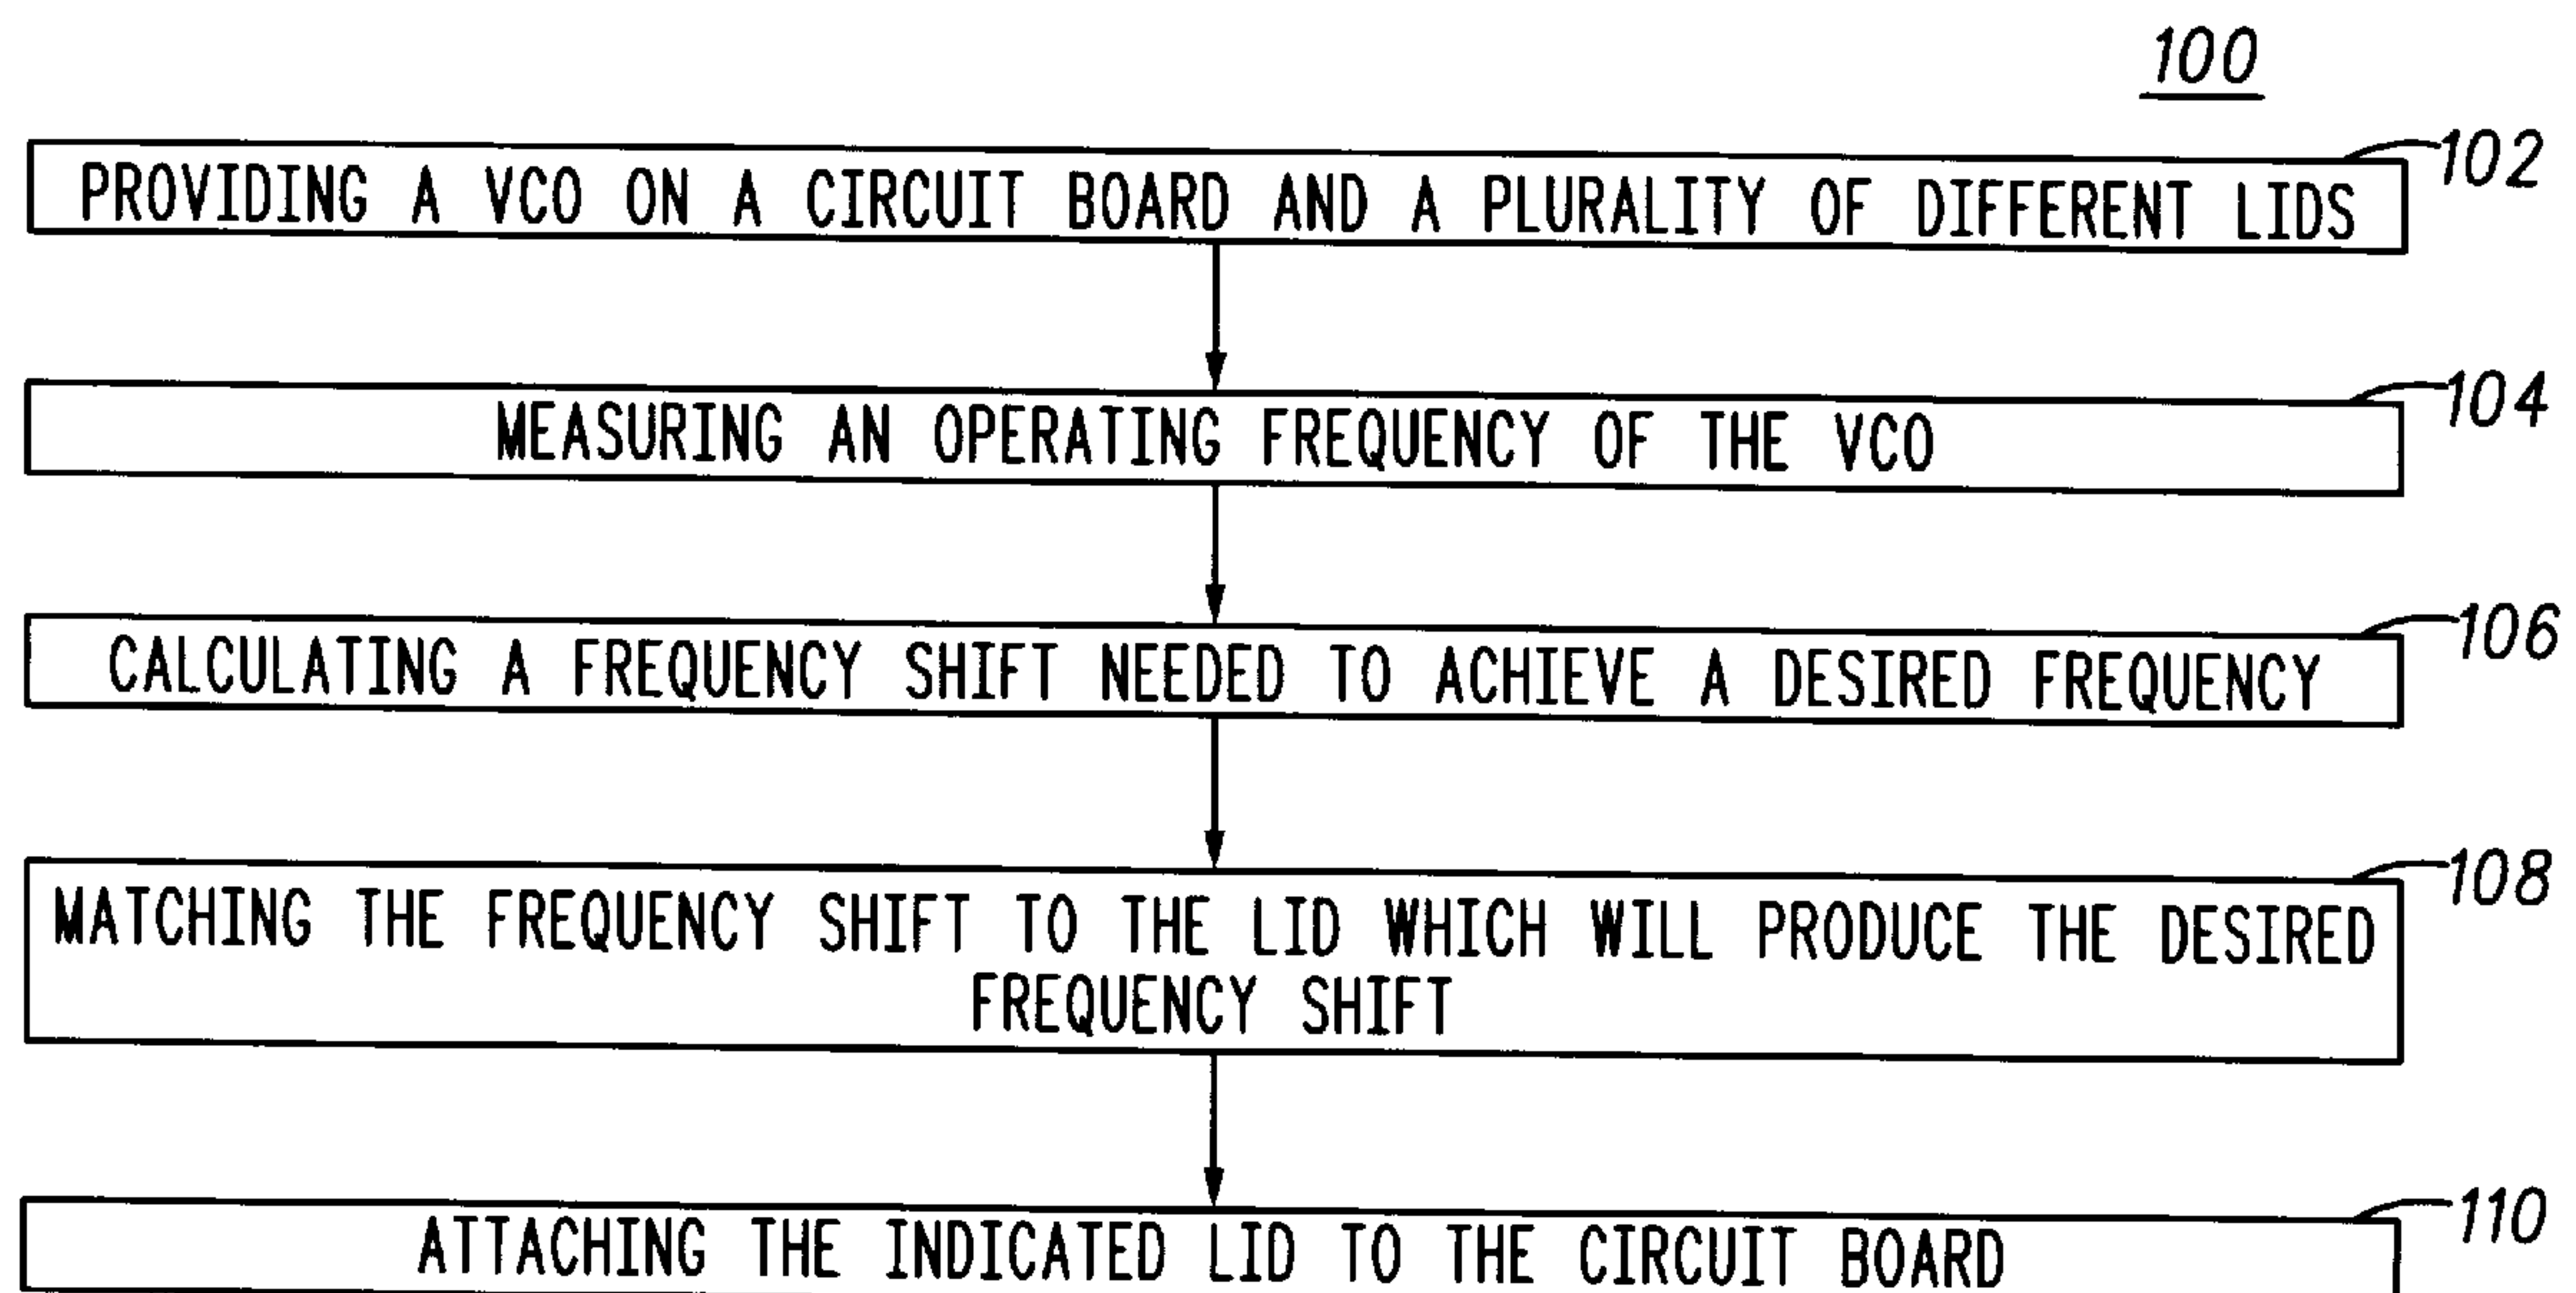 100
PROVIDING A VCO ON A CIRCUIT BOARD AND A PLURALITY OF DIFFERENT LIDS
102
MEASURING AN OPERATING FREQUENCY OF THE VCO
104
CALCULATING A FREQUENCY SHIFT NEEDED TO ACHIEVE A DESIRED FREQUENCY
106
MATCHING THE FREQUENCY SHIFT TO THE LID WHICH WILL PRODUCE THE DESIRED
FREQUENCY SHIFT
108
ATTACHING THE INDICATED LID TO THE CIRCUIT BOARD
110